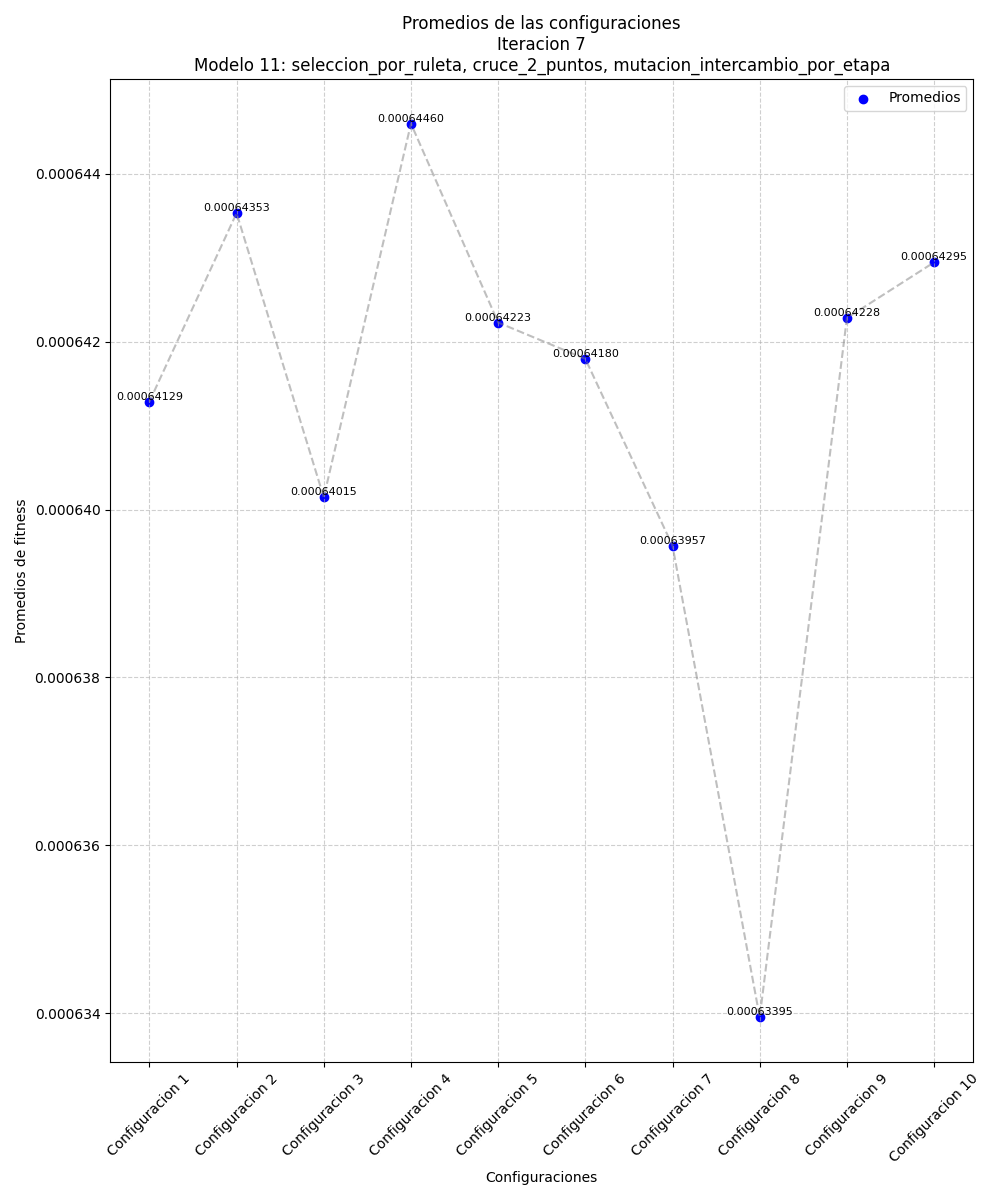 Promedios de las configuraciones
Iteracion 7
Modelo 11: seleccion_por_ruleta, cruce_2_puntos, mutacion_intercambio_por_etapa
Promedios
0.00064460
0.00064353
0.00064295
0.00064223
0.00064228
0.00064180
0.00064129
0.00064015
0.00063957
0.00063395
0.000644
0.000642
0.000640
0.000638
0.000636
0.000634
Promedios de fitness
Configuracion 1
Configuracion 2
Configuracion 3
Configuracion 4
Configuracion 5
Configuracion 6
Configuracion 7
Configuracion 8
Configuracion 9
Configuracion 10
Configuraciones